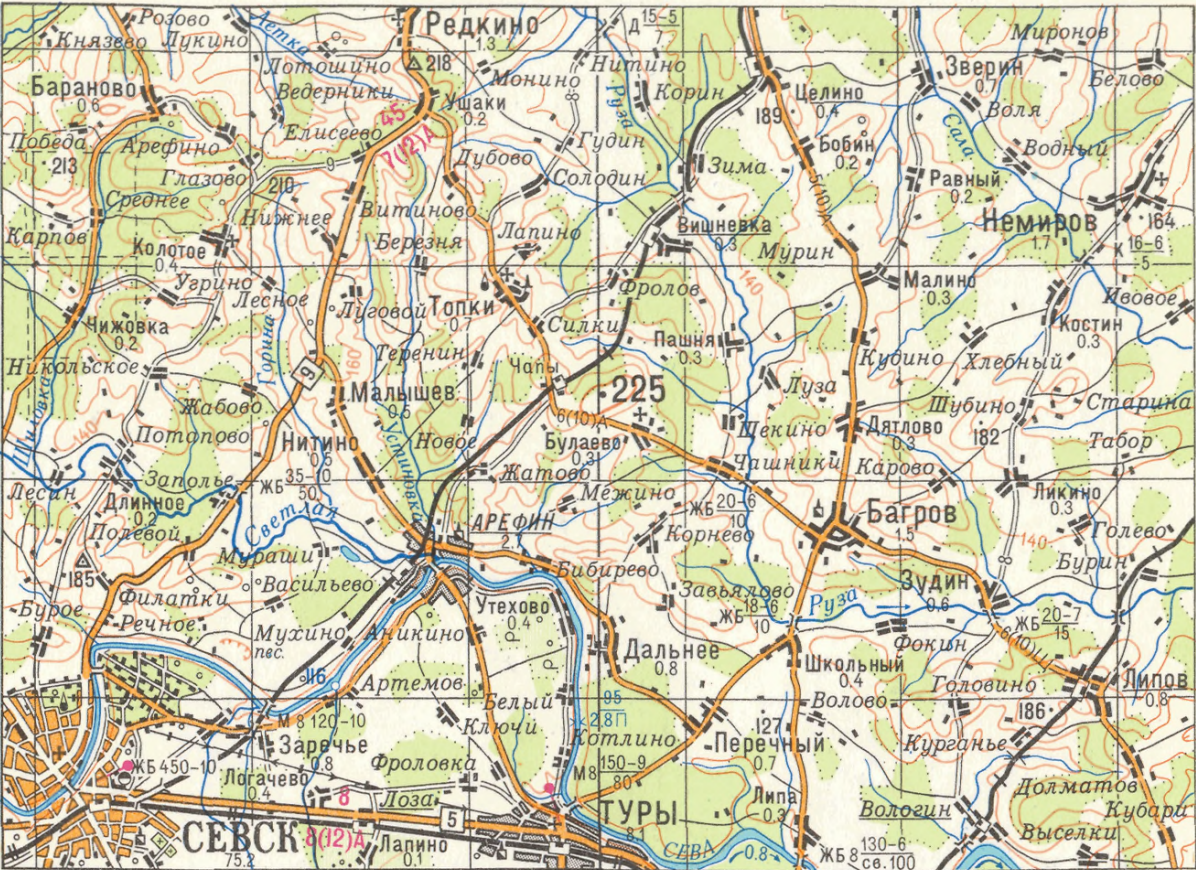 Розово
Летка
Редкино
1.3
Д 15-5
7
Миронов
Князево
Лукино
218
Нитино
Зверин
0.7
Белово
Лотошино
Монино
Бараново
0.6
Ведерники
Ушаки
0.2
Корин
Руза
Целино
0.4
Воля
45
7(12)А
189
Победа
Арефино
Елисеево
Гудин
Бобин
0.2
Сала
Водный
213
Глазово
Дубово
Зима
Солодин
210
Равный
0.2
5(10)А
Среднее
Нижнее
Витиново
Вишневка
0.3
Немиров
1.7
164
Карпов
Колотое
0.4
Березня
Лапино
Мурин
К 16-6
5
Угрино
Лесное
Фролов
140
Малино
0.3
Ивовое
Луговой
Топки
0.7
Чижовка
0.2
Горина
Силки
Костин
0.3
Пашня
0.3
Никольское
9
160
Теренин
Чапы
Кубино
Хлебный
Пиловка
Малышев
0.5
225
Луза
Жабово
6(10)А
Шубино
Старина
140
Потапово
Нитино
0.6
Устиновка
Новое
Булаево
0.3
Щекино
Дятлово
0.3
182
Табор
Заполье
Жатово
Чашники
Карово
Лесин
Длинное
0.2
ЖБ 35-10
50
Межино
ЖБ 20-6
10
Ликино
0.3
Полевой
Светлая
АРЕФИН
2.1
Корнево
Багров
1.5
Голево
Мураши
140
Бурин
185
Васильево
Бибирево
Зудин
0.6
Филатки
Утехово
0.4
Завьялово
Руза
Бурое
Речное
ЖБ 18-6
10
ЖБ 20-7
15
Мухино
пес.
Аникино
Р
Р
Фокин
6(10)Ц
Дальнее
0.8
Школьный
0.4
116
Артемов
Белый
95
2.8П
Волово
Головино
Липов
0.8
М 8 120-10
Ключи
Котлино
127
186
Заречье
0.8
Перечный
0.7
Курганье
ЖБ 450-10
Логачево
0.4
Фроловка
М8 150-9
80
Долматов
8
Лоза
ТУРЫ
8.1
Липа
0.3
Вологин
Кубари
СЕВСК
75.2
8(12)А
5
Выселки
Лапино
0.1
СЕВА
0.8
ЖБ 8 130-6
св.100